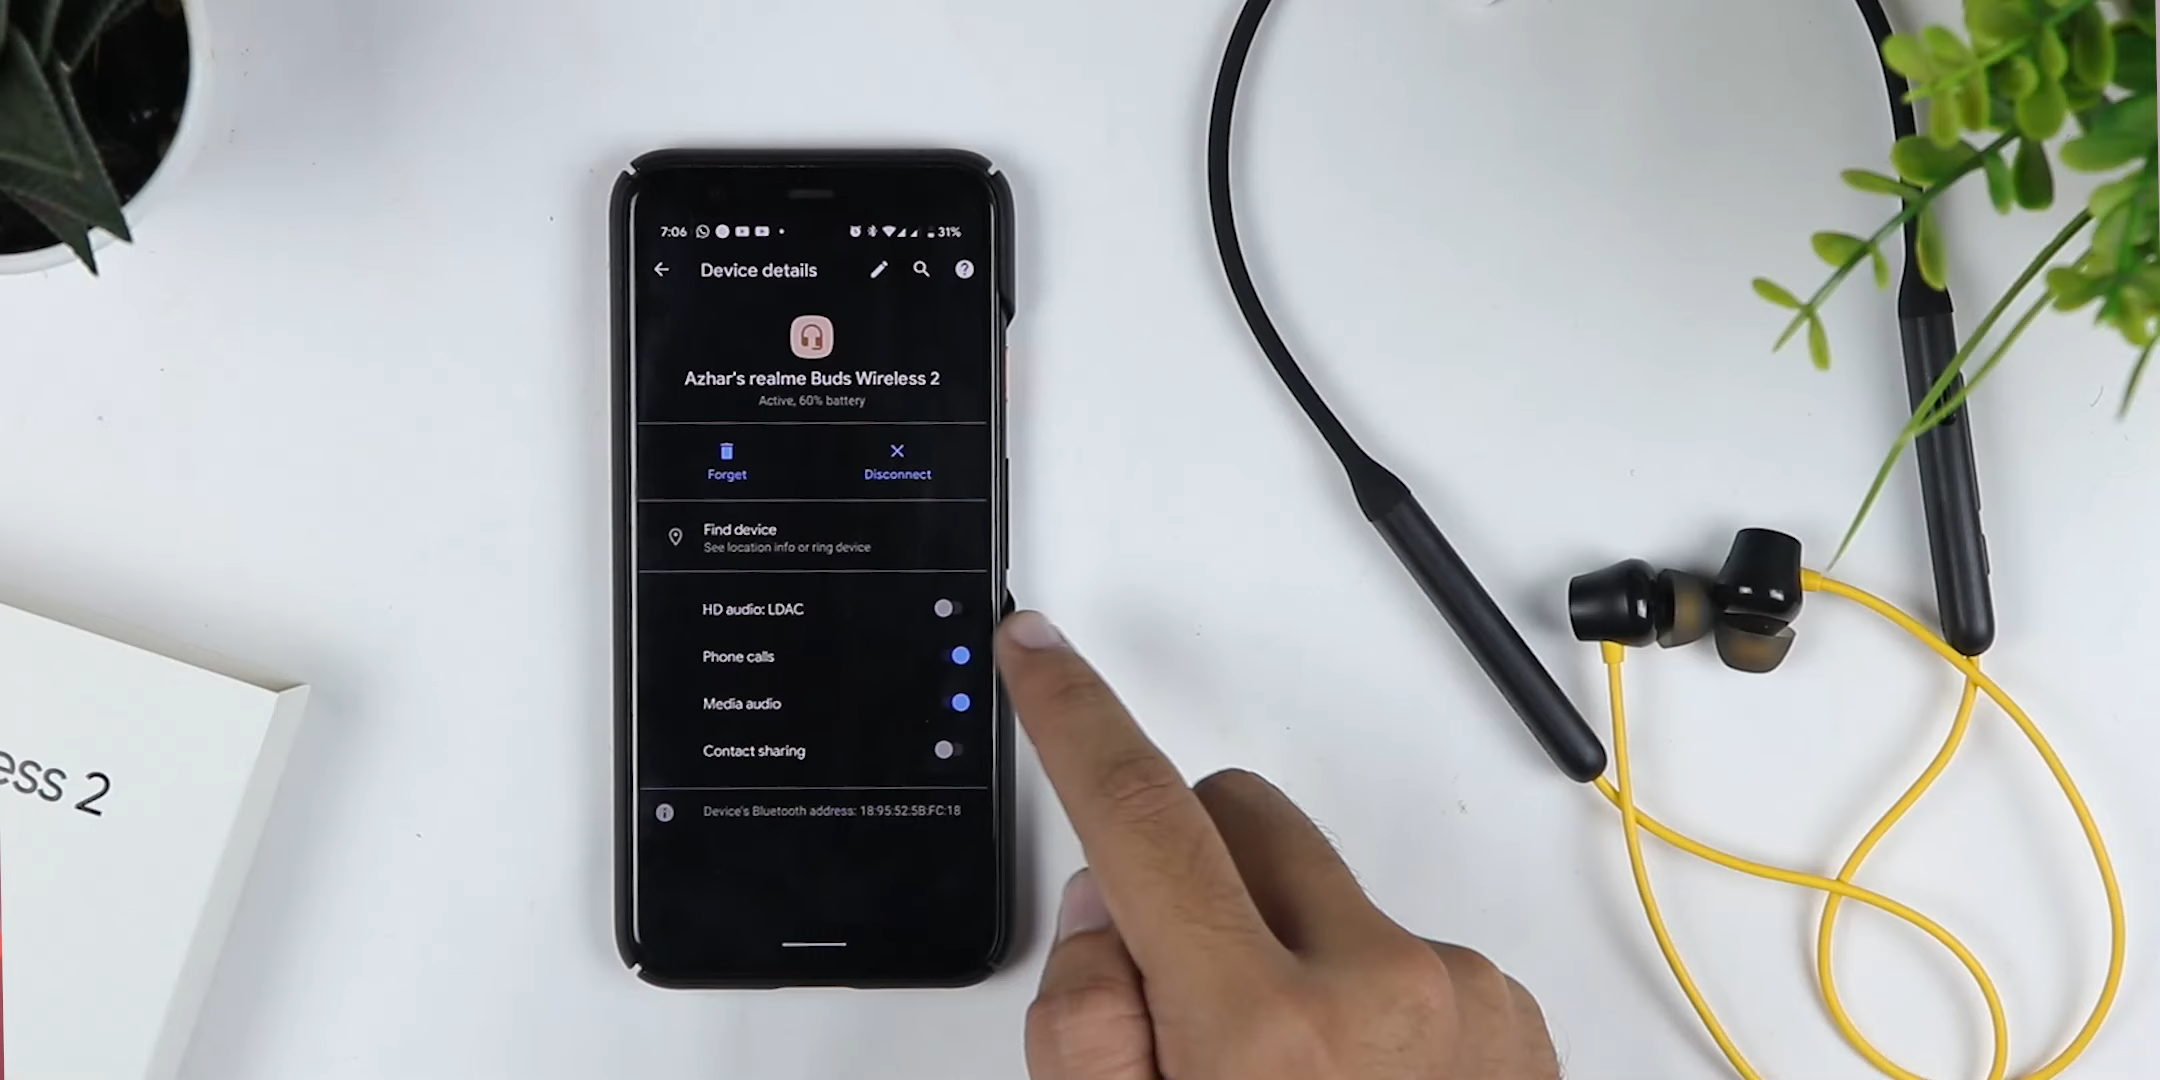 7:06 31%
Device details
Azhar's realme Buds Wireless 2
Active, 60% battery
Forget Disconnect
Find device
See location info or ring device
HD audio: LDAC
Phone calls
Media audio
Contact sharing
Device's Bluetooth address: 18:95:52:5B:FC:18
ess 2